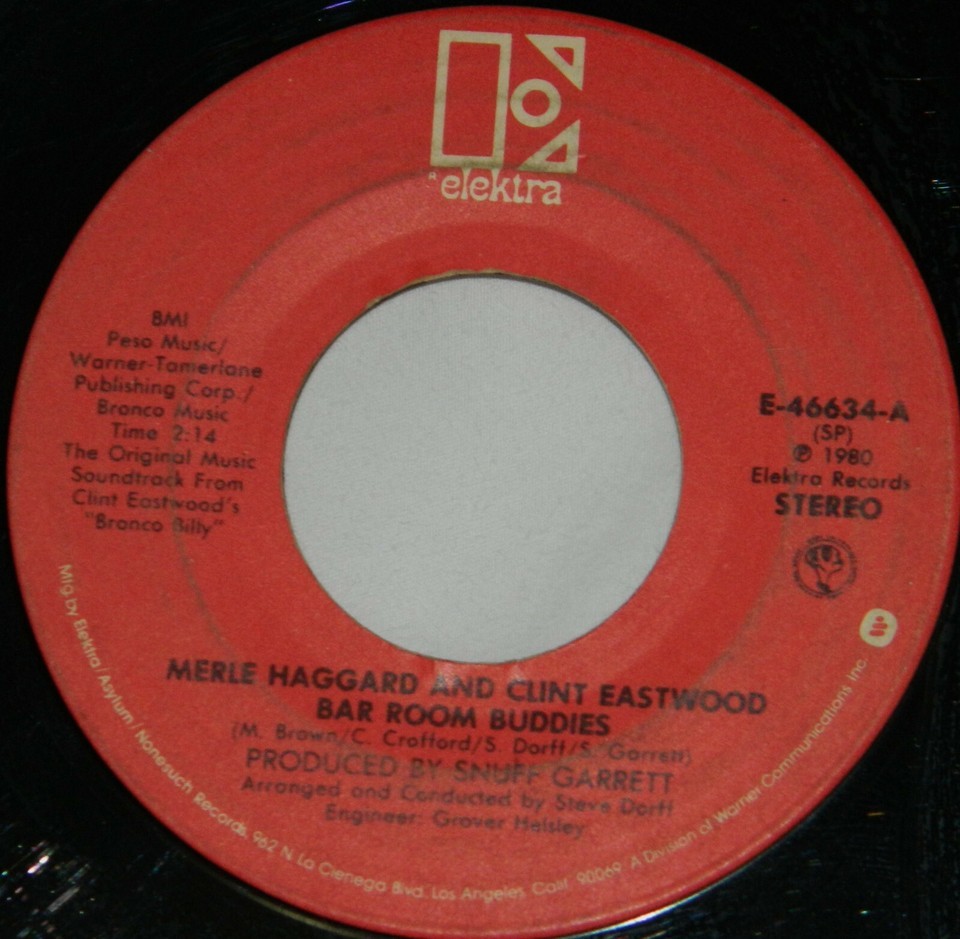 elektra
BMI
Peso Music/
Warner-Tamerlane
Publishing Corp./
Bronco Music
Time 2:14
The Original Music
Soundtrack From
Clint Eastwood's
"Bronco Billy"
E-46634-A
(SP)
℗ 1980
Elektra Records
STEREO
MERLE HAGGARD AND CLINT EASTWOOD
BAR ROOM BUDDIES
(M. Brown/C. Crofford/S. Dorff/S. Garrett)
PRODUCED BY SNUFF GARRETT
Arranged and Conducted by Steve Dorff
Engineer: Grover Helsley
Mfg. by Elektra/Asylum/Nonesuch Records, 962 N. La Cienega Blvd. Los Angeles, Calif. 90069. A Division of Warner Communications Inc.